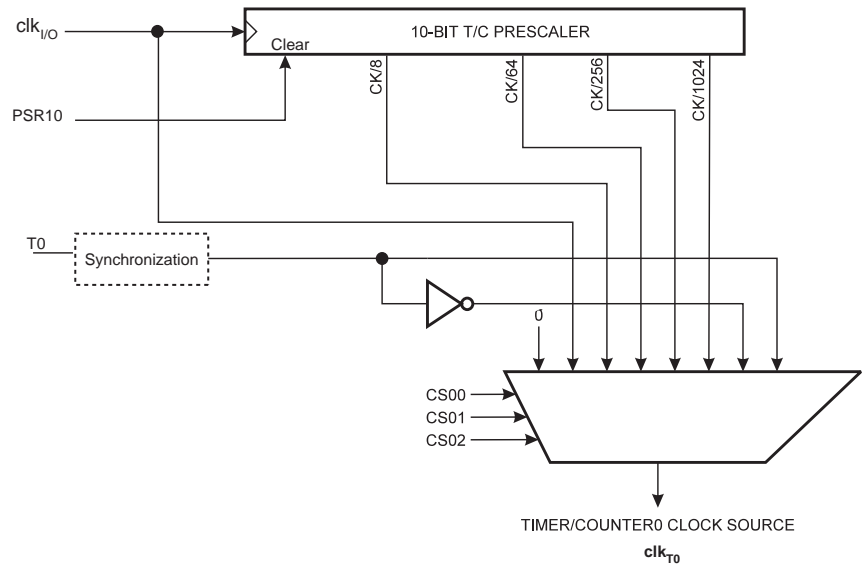 clkI/O
10-BIT T/C PRESCALER
Clear
CK/8
CK/64
CK/256
CK/1024
PSR10
T0
Synchronization
0
CS00
CS01
CS02
TIMER/COUNTER0 CLOCK SOURCE
clkT0